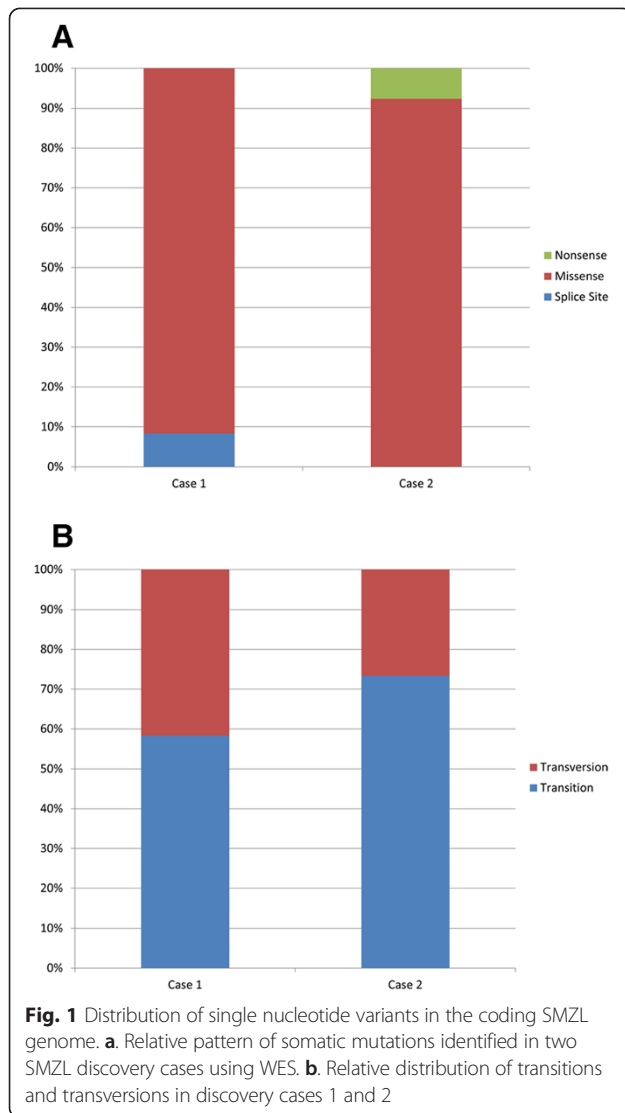 A
100%
90%
80%
70%
60%
50%
40%
30%
20%
10%
0%
Case 1
Case 2
Nonsense
Missense
Splice Site
B
100%
90%
80%
70%
60%
50%
40%
30%
20%
10%
0%
Case 1
Case 2
Transversion
Transition
Fig. 1 Distribution of single nucleotide variants in the coding SMZL
genome. a. Relative pattern of somatic mutations identified in two
SMZL discovery cases using WES. b. Relative distribution of transitions
and transversions in discovery cases 1 and 2